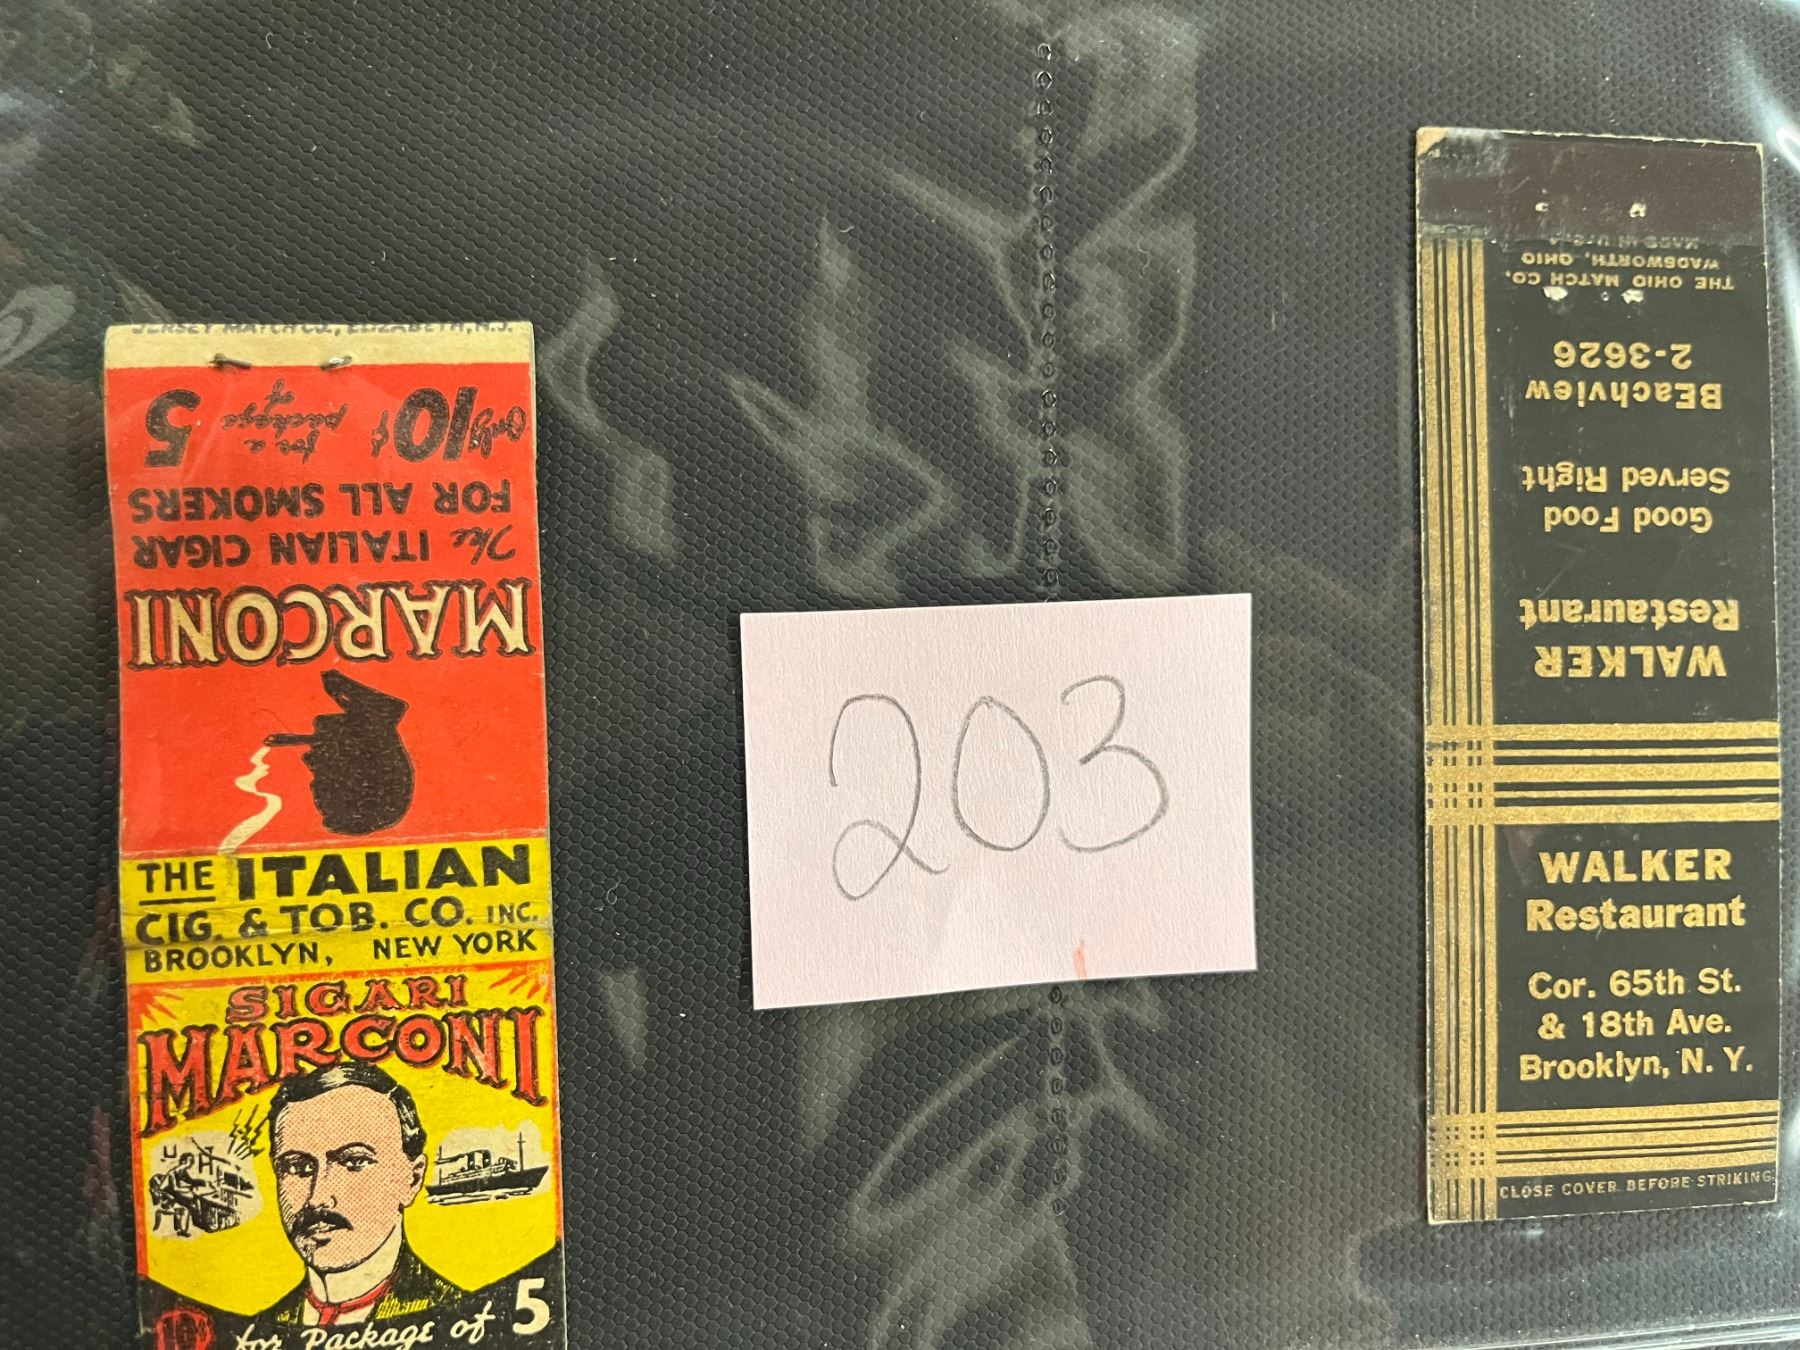 JERSEY MATCH CO., ELIZABETH, N.J.
Only 10¢ for a package of 5
FOR ALL SMOKERS
The ITALIAN CIGAR
MARCONI
THE ITALIAN
CIG. & TOB. CO. INC.
BROOKLYN, NEW YORK
SIGARI
MARCONI
10¢ for Package of 5
203
MADE IN U.S.A.
WADSWORTH, OHIO
THE OHIO MATCH CO.
2-3626
BEachview
Served Right
Good Food
Restaurant
WALKER
WALKER
Restaurant
Cor. 65th St.
& 18th Ave.
Brooklyn, N. Y.
CLOSE COVER BEFORE STRIKING